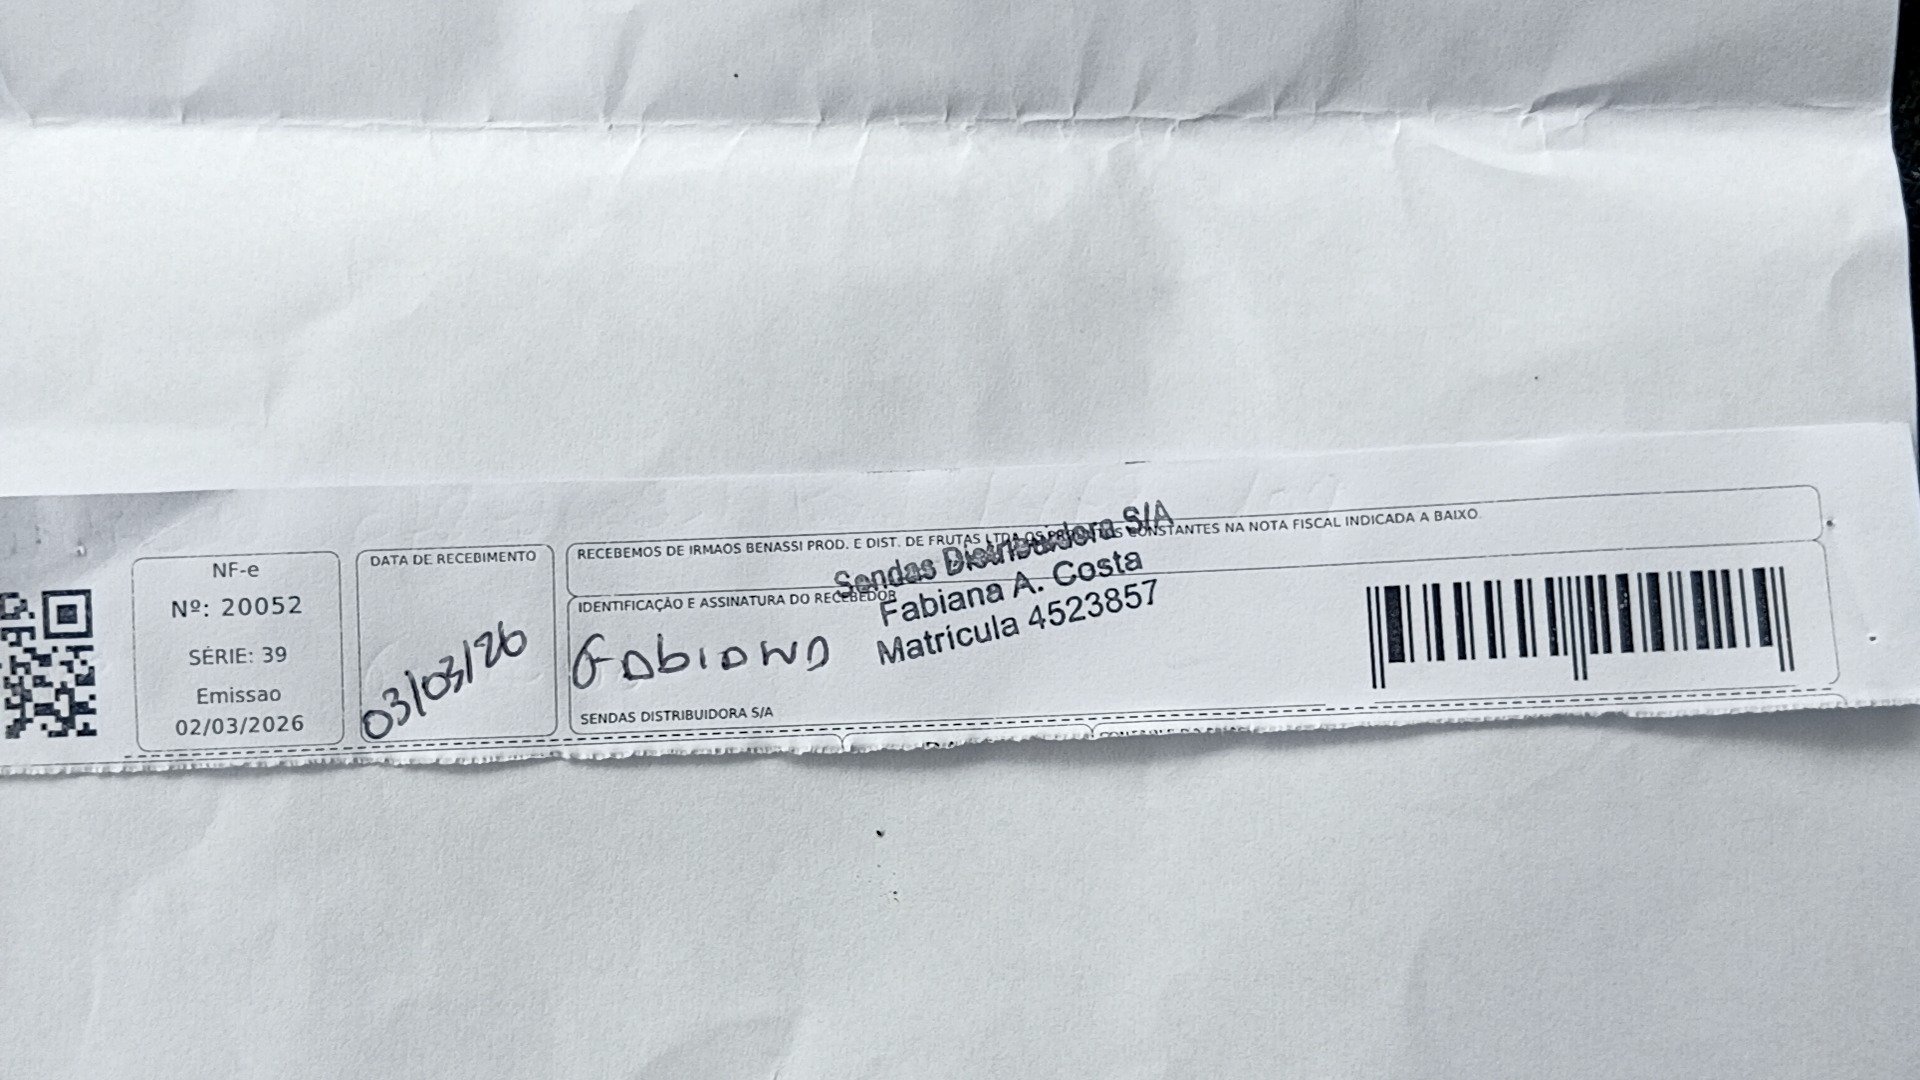 NF-e
Nº: 20052
SÉRIE: 39
Emissao
02/03/2026
DATA DE RECEBIMENTO
03/03/26
RECEBEMOS DE IRMAOS BENASSI PROD. E DIST. DE FRUTAS LTDA OS CONSTANTES NA NOTA FISCAL INDICADA A BAIXO.
IDENTIFICAÇÃO E ASSINATURA DO RECEBEDOR
Fabiana
SENDAS DISTRIBUIDORA S/A
Sendas Distribuidora S/A
Fabiana A. Costa
Matrícula 4523857